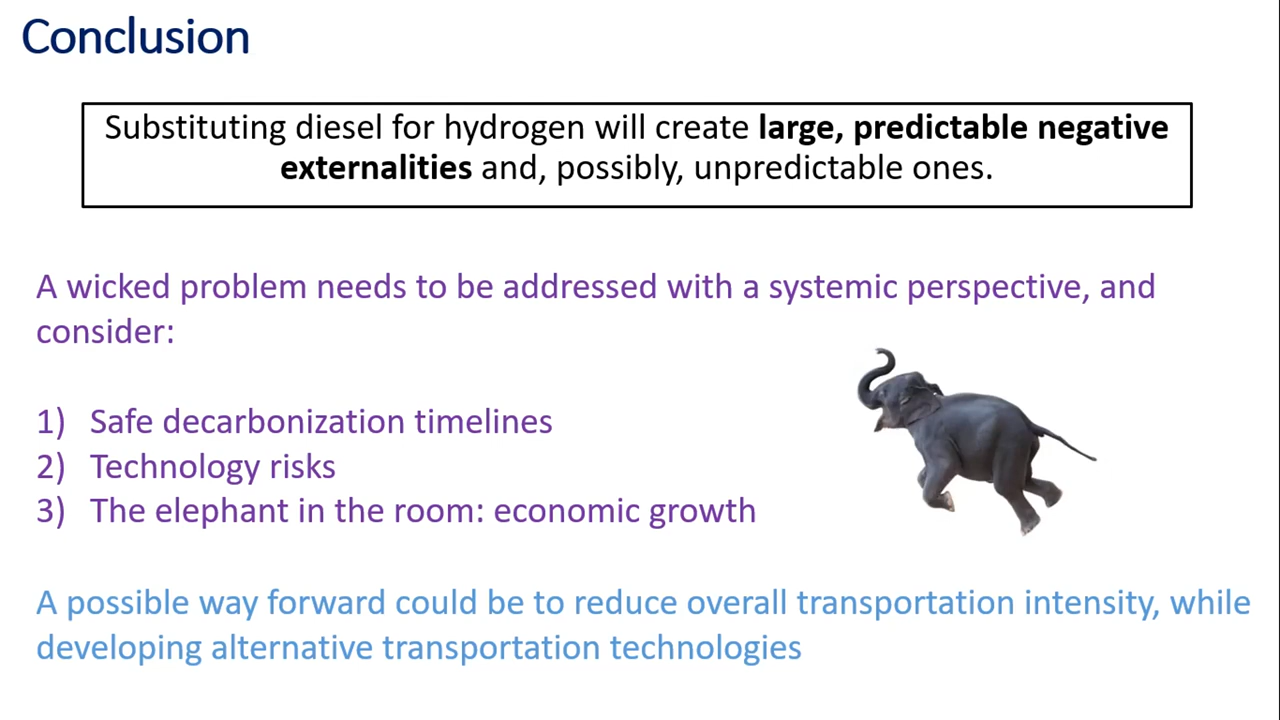 Conclusion
Substituting diesel for hydrogen will create large, predictable negative
externalities and, possibly, unpredictable ones.
A wicked problem needs to be addressed with a systemic perspective, and
consider:
1) Safe decarbonization timelines
2) Technology risks
3) The elephant in the room: economic growth
A possible way forward could be to reduce overall transportation intensity, while
developing alternative transportation technologies